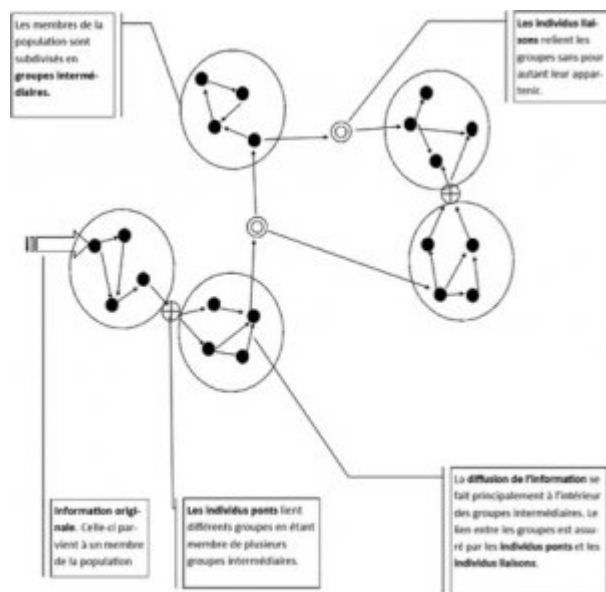 Les membres de la
population sont
subdivisés en
groupes intermé-
diaires.
Les individus liai-
sons relient les
groupes sans pour
autant leur appar-
tenir.
Information origi-
nale. Celle-ci par-
vient à un membre
de la population
Les individus ponts lient
différents groupes en étant
membre de plusieurs
groupes intermédiaires.
La diffusion de l'information se
fait principalement à l'intérieur
des groupes intermédiaires. Le
lien entre les groupes est assu-
ré par les individus ponts et les
individus liaisons.